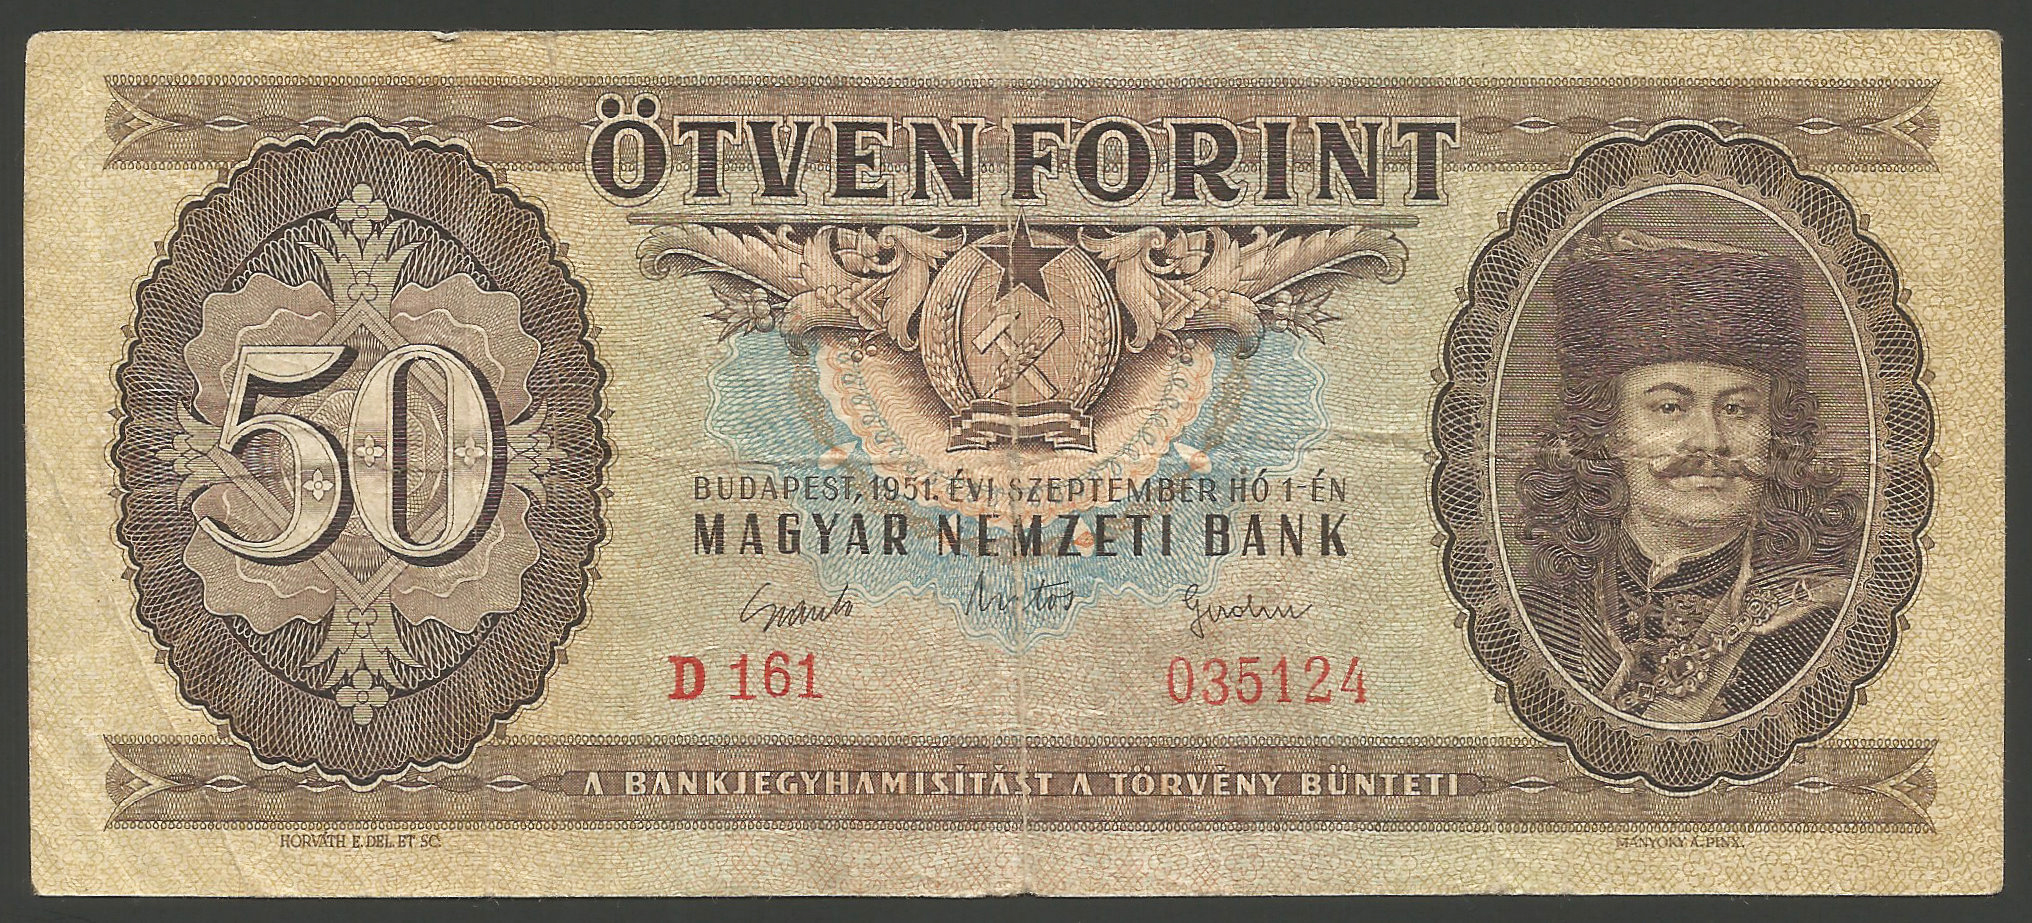 ÖTVEN FORINT
50
BUDAPEST, 1951. ÉVI SZEPTEMBER HÓ 1-ÉN
MAGYAR NEMZETI BANK
D 161 035124
A BANKJEGYHAMISÍTÁST A TÖRVÉNY BÜNTETI
HORVÁTH E. DEL. ET SC. MÁNYOKY Á. PINX.